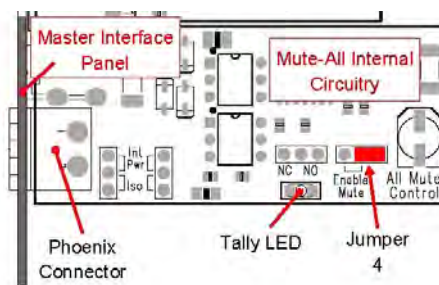 Master Interface
Panel
Mute-All Internal
Circuitry
Int
Pwr
Iso
NC NO
Enable
Mute
All Mute
Control
Phoenix
Connector
Tally LED
Jumper
4